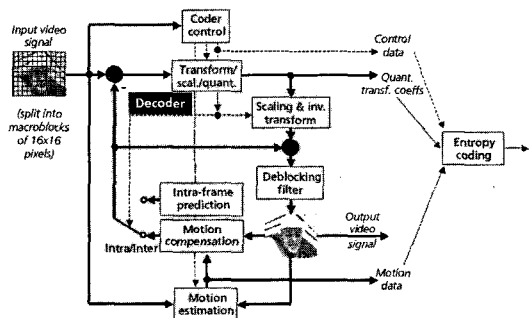 Input video
signal
(split into
macroblocks
of 16x16
pixels)
Coder
control
Control
data
Transform/
scal./quant.
-
Quant.
transf. coeffs
Decoder
Scaling & inv.
transform
Entropy
coding
Deblocking
filter
Intra-frame
prediction
Motion
compensation
Intra/Inter
Output
video
signal
Motion
data
Motion
estimation